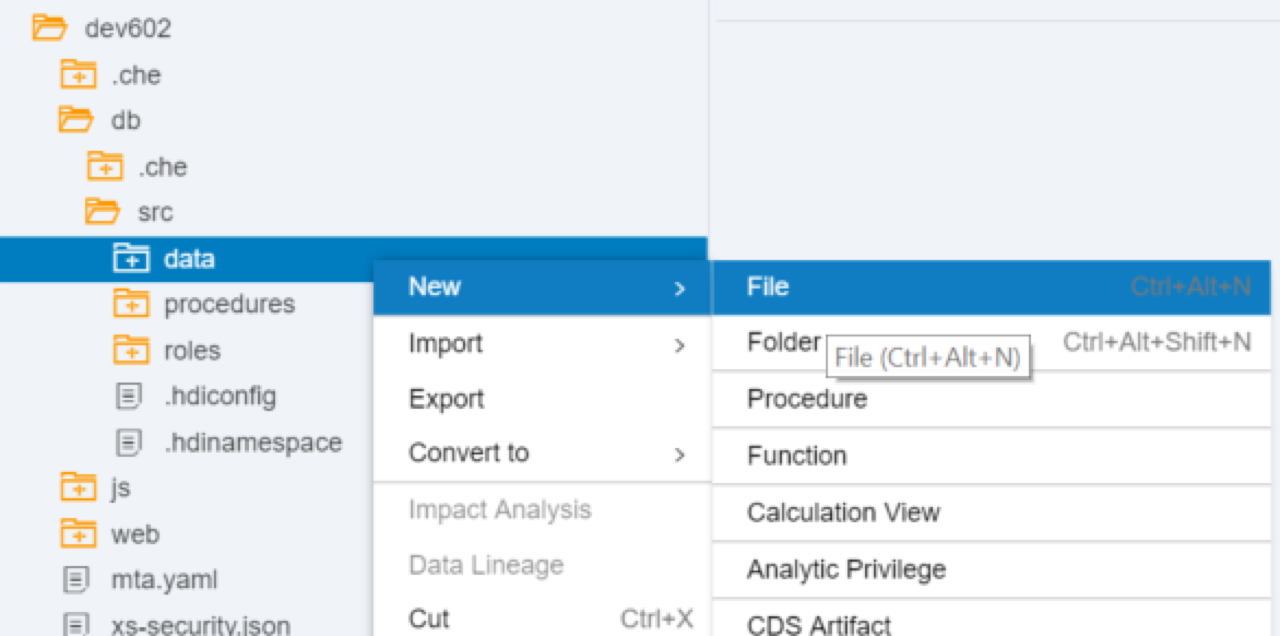 dev602
.che
db
.che
src
data
procedures
roles
.hdiconfig
.hdinamespace
js
web
mta.yaml
xs-security.json
New
Import
Export
Convert to
Impact Analysis
Data Lineage
Cut Ctrl+X
File Ctrl+Alt+N
Folder Ctrl+Alt+Shift+N
File (Ctrl+Alt+N)
Procedure
Function
Calculation View
Analytic Privilege
CDS Artifact